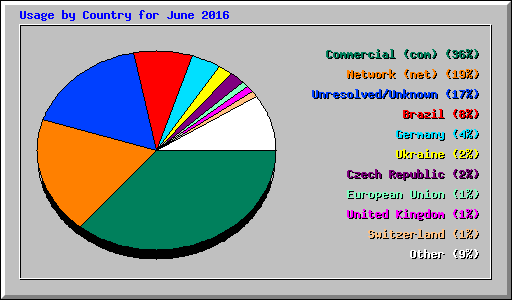 Usage by Country for June 2016
Commercial (com) (36%)
Network (net) (19%)
Unresolved/Unknown (17%)
Brazil (8%)
Germany (4%)
Ukraine (2%)
Czech Republic (2%)
European Union (1%)
United Kingdom (1%)
Switzerland (1%)
Other (9%)